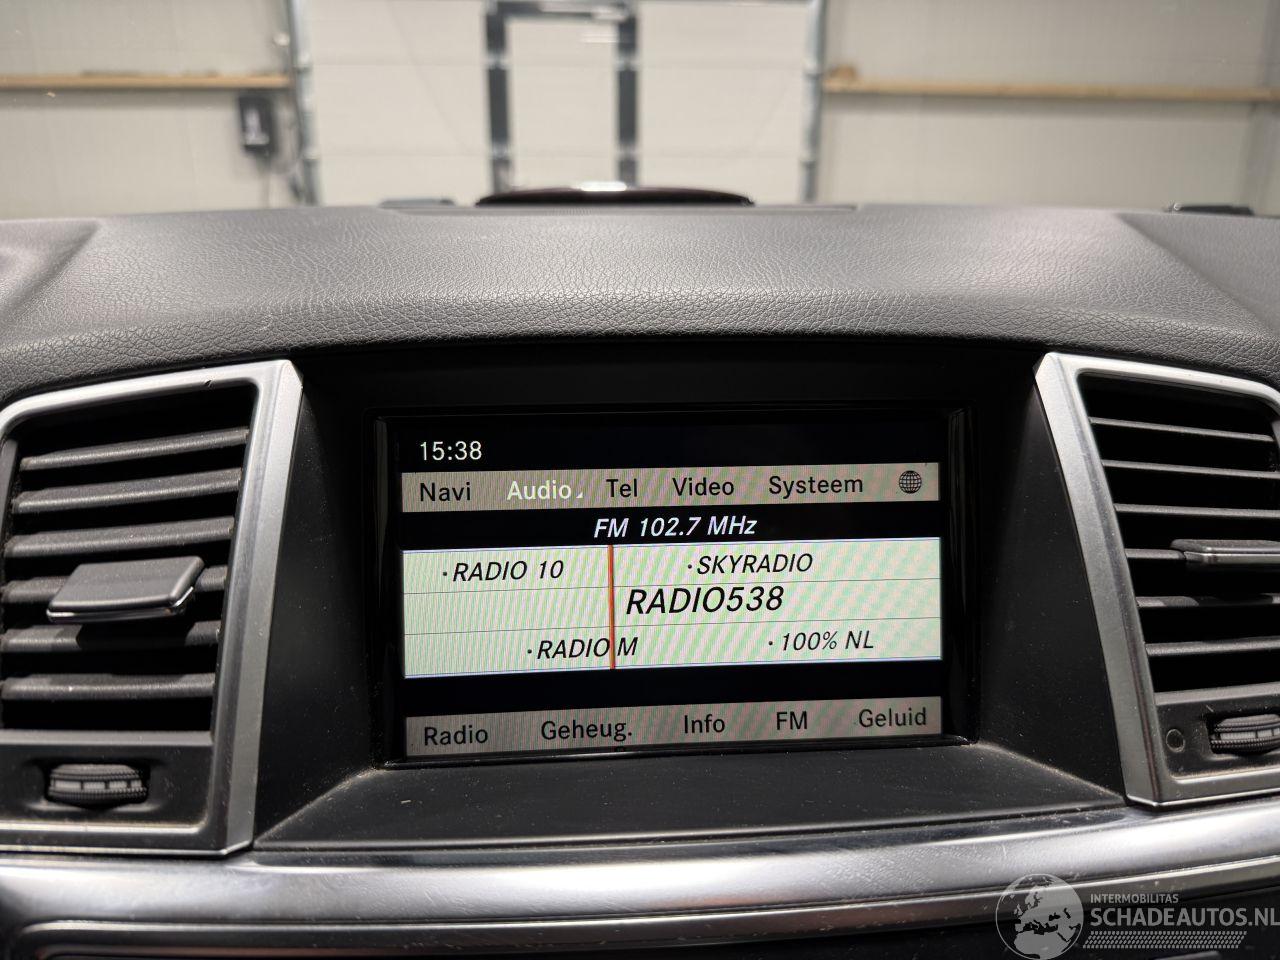 15:38
Navi Audio Tel Video Systeem
FM 102.7 MHz
·RADIO 10 ·SKYRADIO
RADIO538
·RADIO M ·100% NL
Radio Geheug. Info FM Geluid
INTERMOBILITAS
SCHADEAUTOS.NL